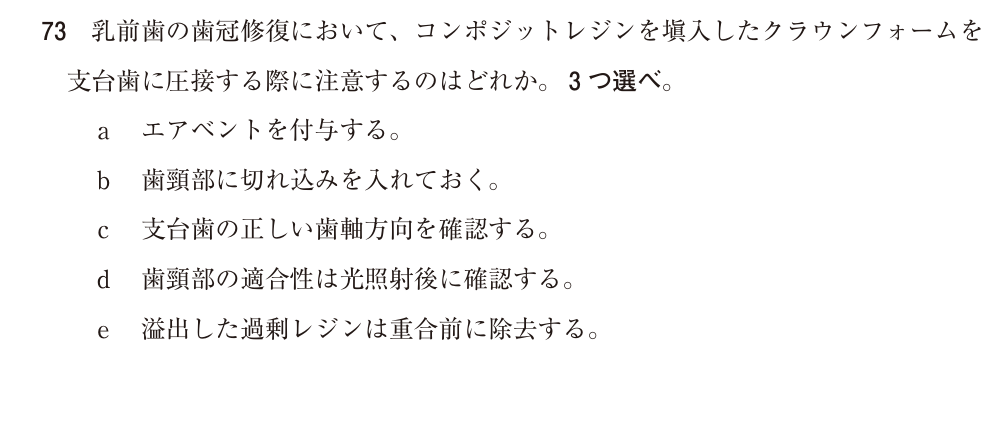 73 乳前歯の歯冠修復において、コンポジットレジンを塡入したクラウンフォームを
支台歯に圧接する際に注意するのはどれか。3つ選べ。
a エアベントを付与する。
b 歯頸部に切れ込みを入れておく。
c 支台歯の正しい歯軸方向を確認する。
d 歯頸部の適合性は光照射後に確認する。
e 溢出した過剰レジンは重合前に除去する。